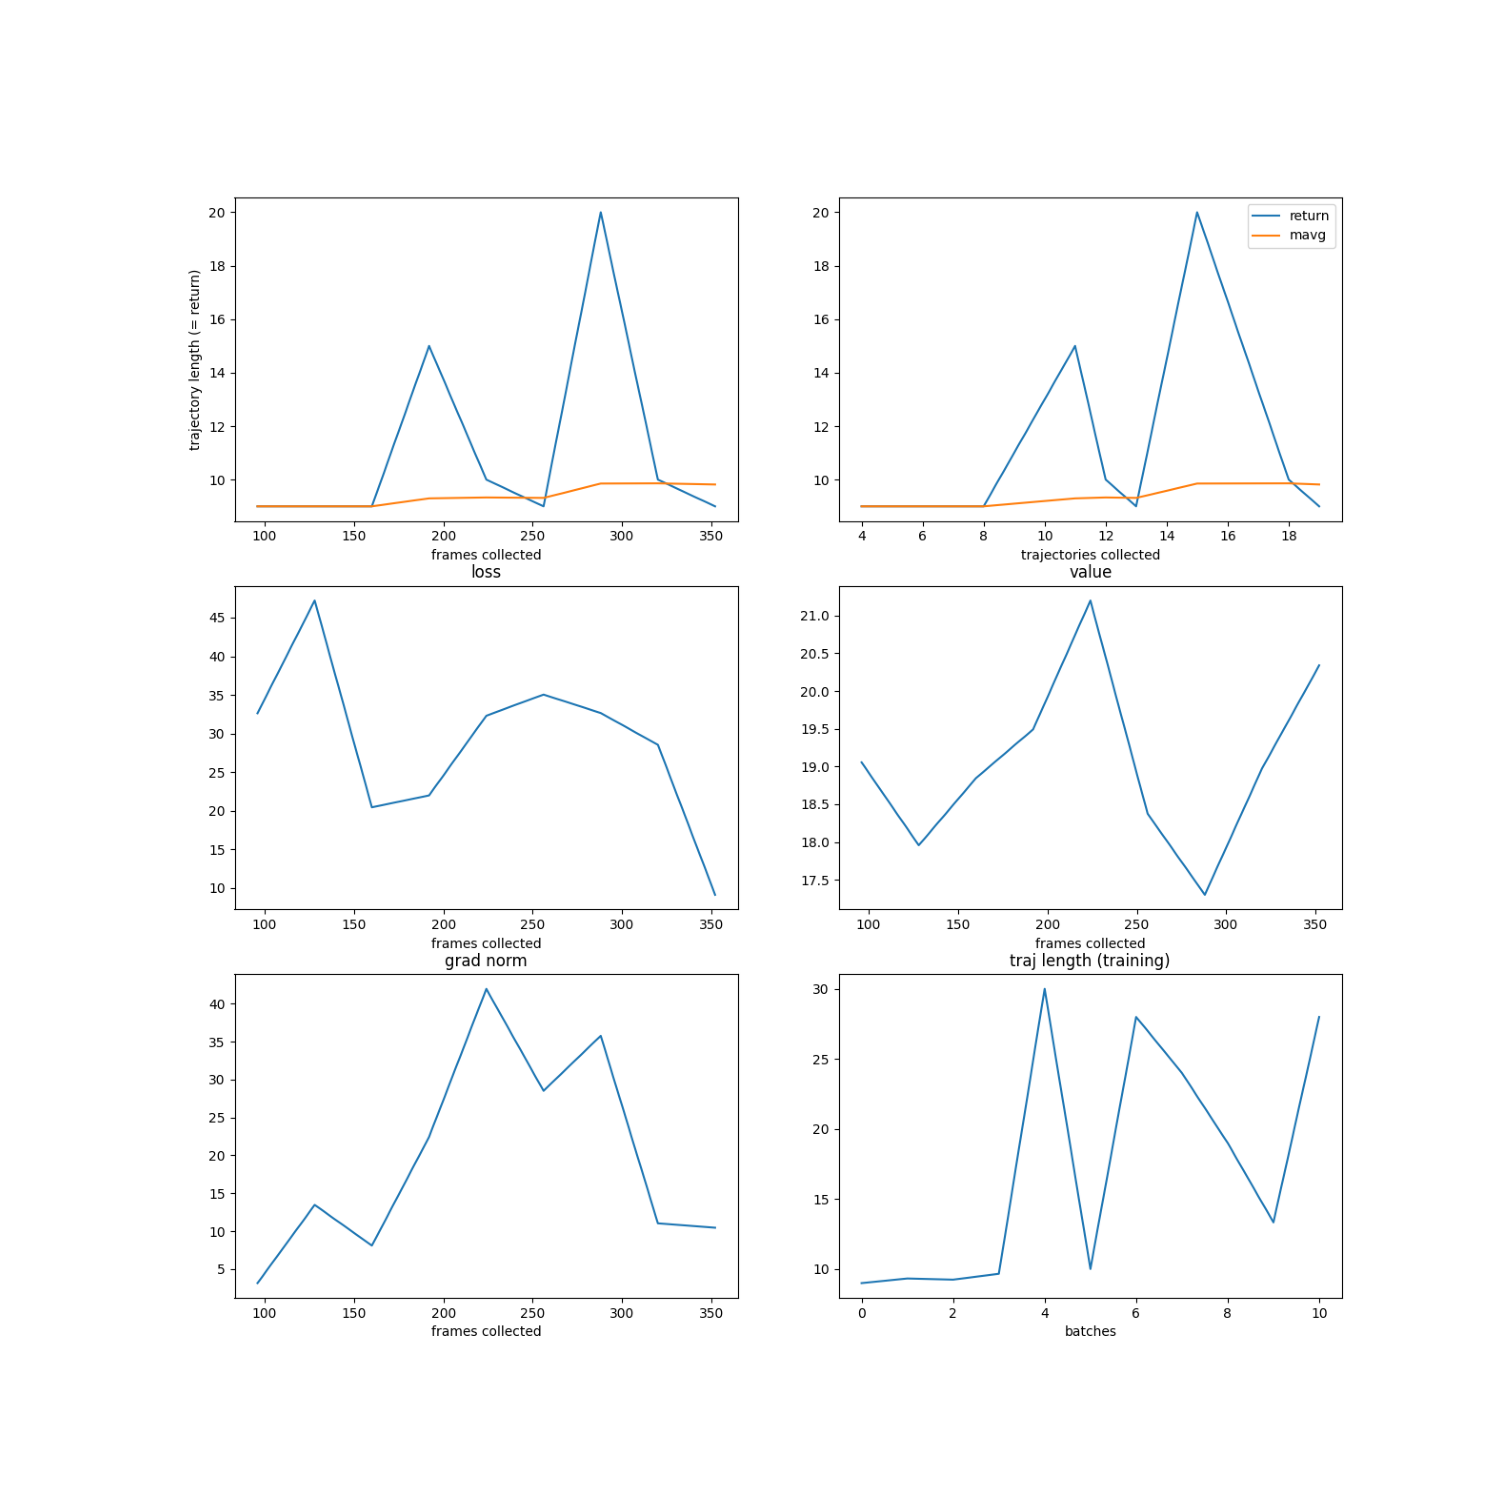 trajectory length (= return)
20
18
16
14
12
10
100 150 200 250 300 350
frames collected
20
18
16
14
12
10
return
mavg
4 6 8 10 12 14 16 18
trajectories collected
loss
45
40
35
30
25
20
15
10
100 150 200 250 300 350
frames collected
value
21.0
20.5
20.0
19.5
19.0
18.5
18.0
17.5
100 150 200 250 300 350
frames collected
grad norm
40
35
30
25
20
15
10
5
100 150 200 250 300 350
frames collected
traj length (training)
30
25
20
15
10
0 2 4 6 8 10
batches